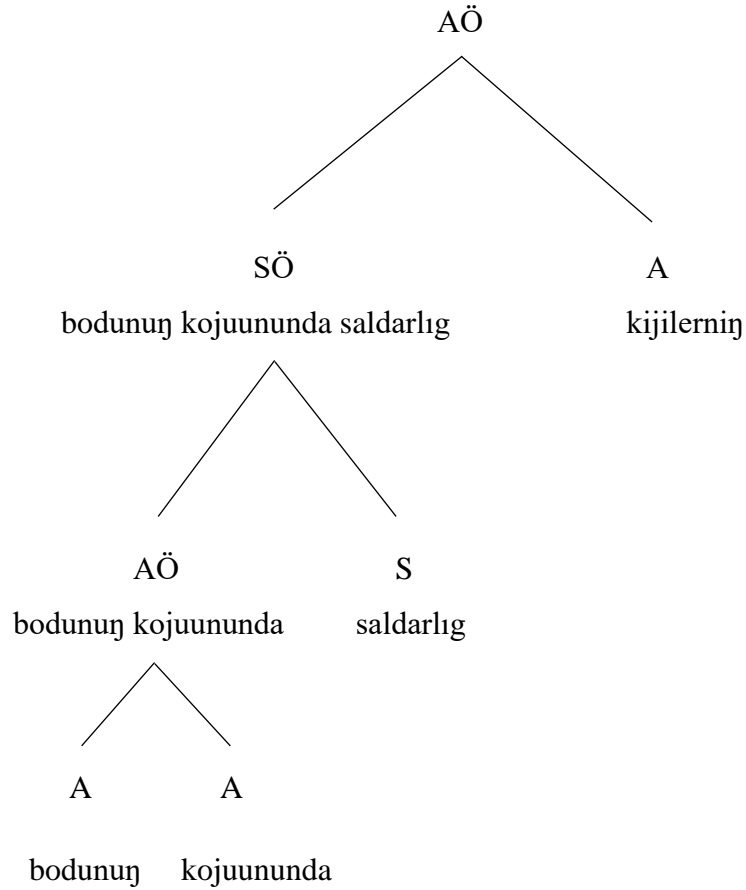 AÖ
SÖ A
bodunuŋ kojuununda saldarlıg kijilerniŋ
AÖ S
bodunuŋ kojuununda saldarlıg
A A
bodunuŋ kojuununda